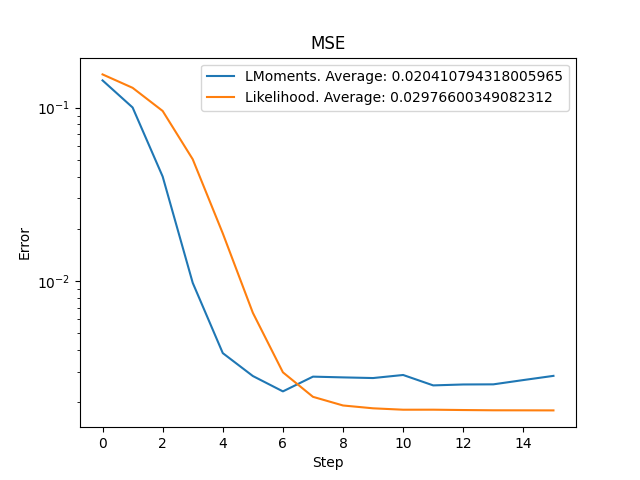 MSE
LMoments. Average: 0.020410794318005965
Likelihood. Average: 0.02976600349082312
10⁻¹
10⁻²
Error
0 2 4 6 8 10 12 14
Step